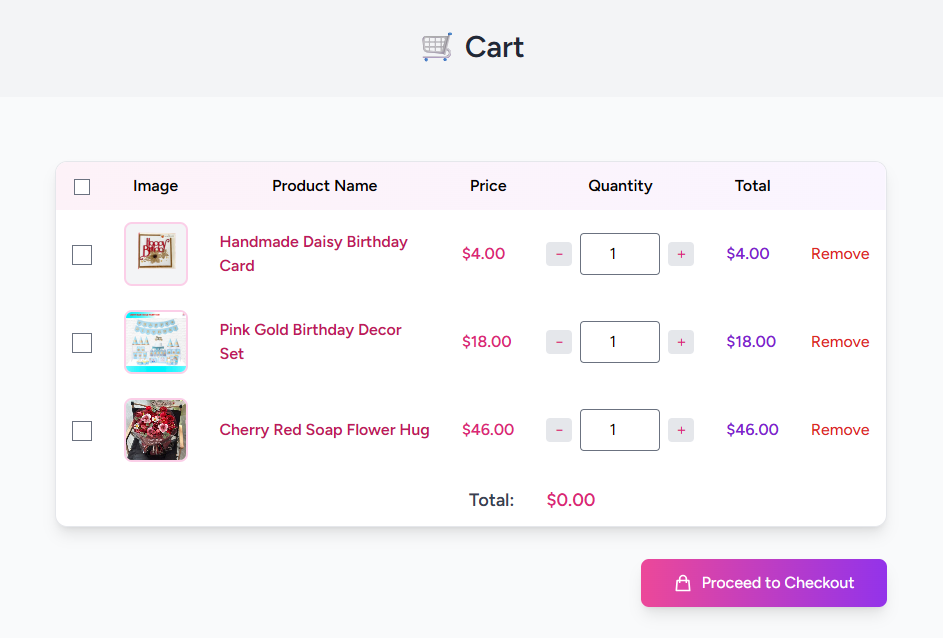 Cart
Image Product Name Price Quantity Total
Handmade Daisy Birthday
Card
$4.00 - 1 + $4.00 Remove
Pink Gold Birthday Decor
Set
$18.00 - 1 + $18.00 Remove
Cherry Red Soap Flower Hug $46.00 - 1 + $46.00 Remove
Total: $0.00
Proceed to Checkout